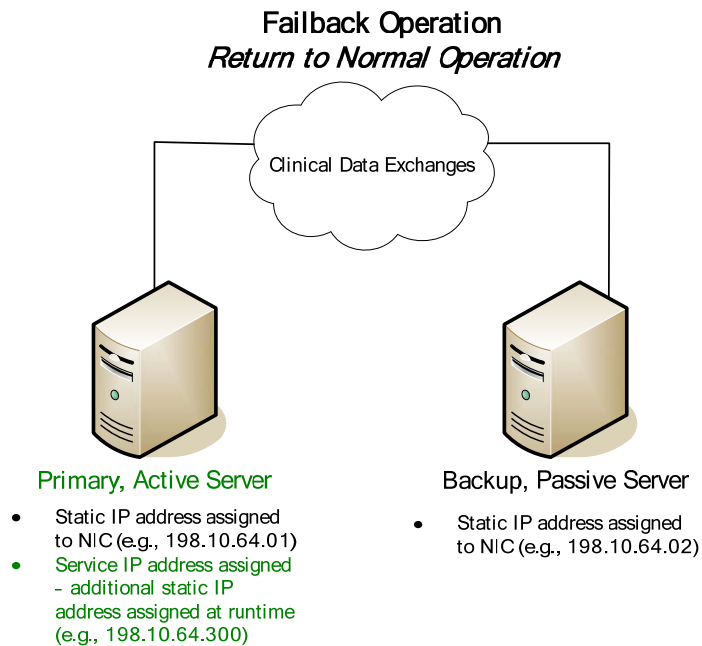 Failback Operation
Return to Normal Operation
Clinical Data Exchanges
Primary, Active Server
• Static IP address assigned
to NIC (e.g., 198.10.64.01)
• Service IP address assigned
- additional static IP
address assigned at runtime
(e.g., 198.10.64.300)
Backup, Passive Server
• Static IP address assigned
to NIC (e.g., 198.10.64.02)